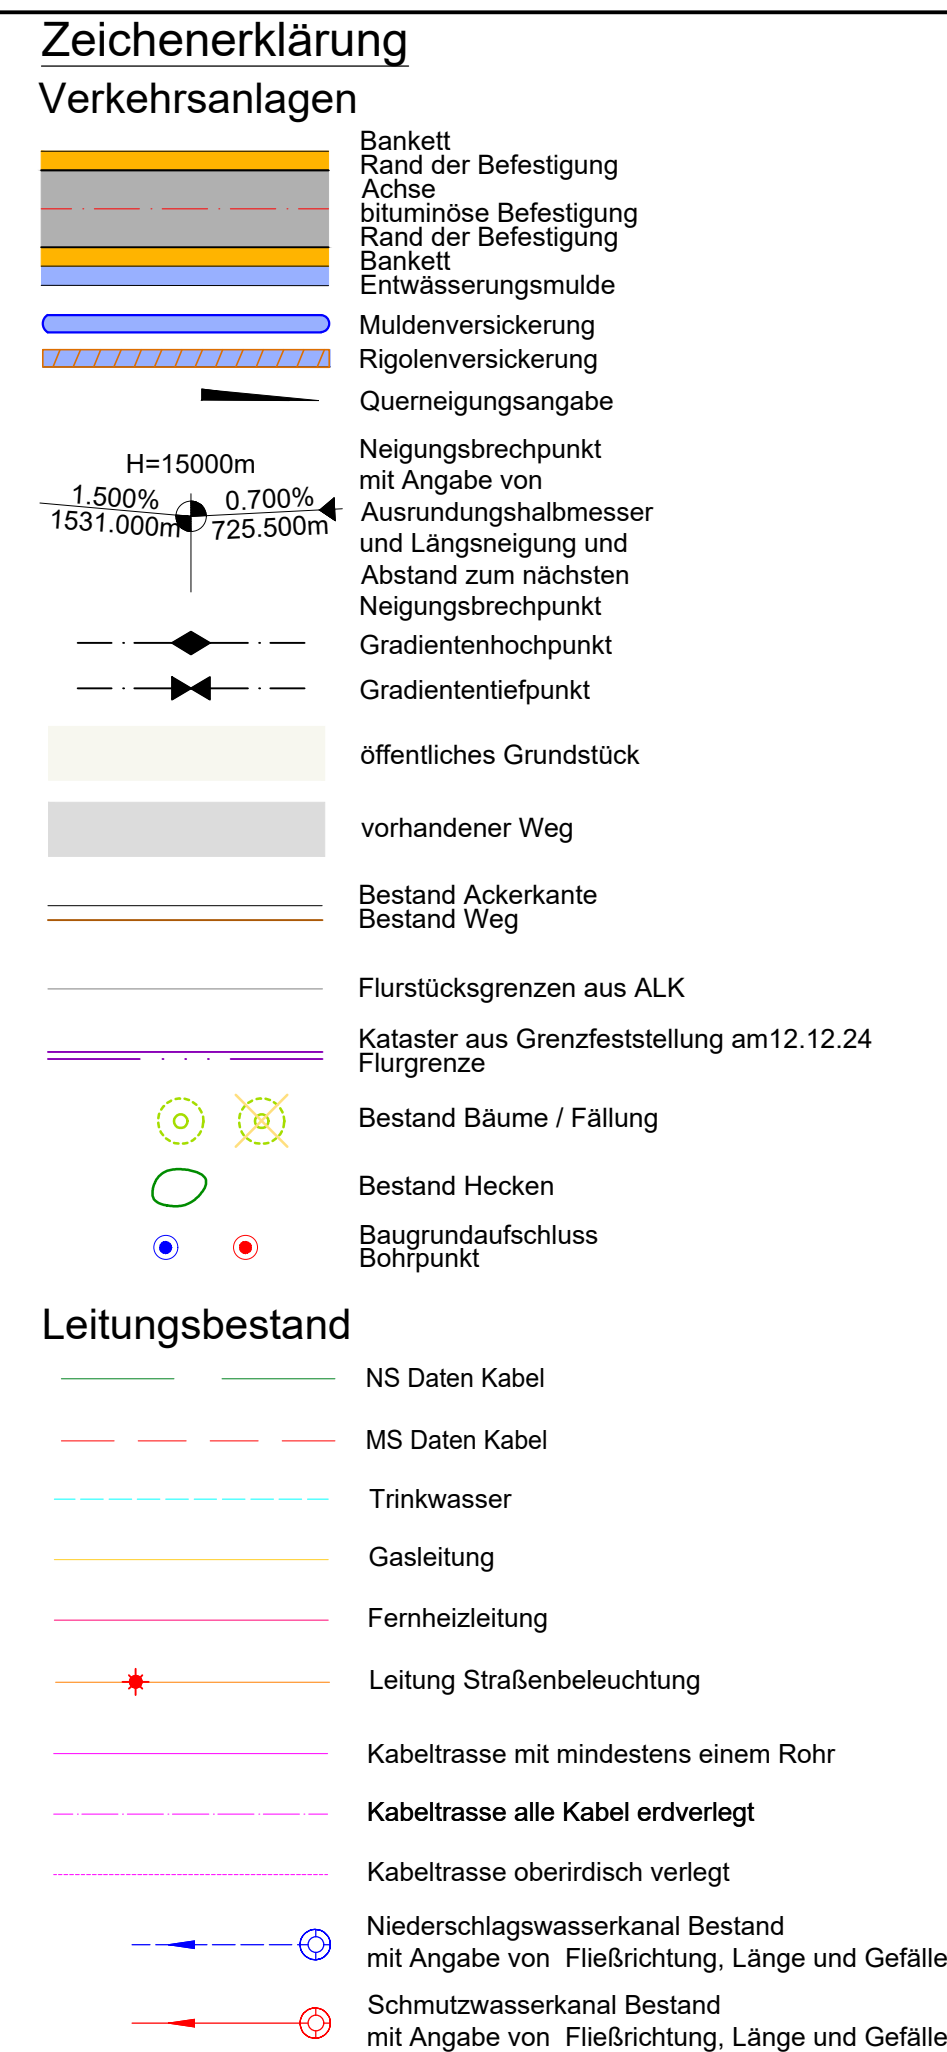 Zeichenerklärung
Verkehrsanlagen
Bankett
Rand der Befestigung
Achse
bituminöse Befestigung
Rand der Befestigung
Bankett
Entwässerungsmulde
Muldenversickerung
Rigolenversickerung
Querneigungsangabe
H=15000m
1.500%
0.700%
1531.000m
725.500m
Neigungsbrechpunkt
mit Angabe von
Ausrundungshalbmesser
und Längsneigung und
Abstand zum nächsten
Neigungsbrechpunkt
Gradientenhochpunkt
Gradiententiefpunkt
öffentliches Grundstück
vorhandener Weg
Bestand Ackerkante
Bestand Weg
Flurstücksgrenzen aus ALK
Kataster aus Grenzfeststellung am12.12.24
Flurgrenze
Bestand Bäume / Fällung
Bestand Hecken
Baugrundaufschluss
Bohrpunkt
Leitungsbestand
NS Daten Kabel
MS Daten Kabel
Trinkwasser
Gasleitung
Fernheizleitung
Leitung Straßenbeleuchtung
Kabeltrasse mit mindestens einem Rohr
Kabeltrasse alle Kabel erdverlegt
Kabeltrasse oberirdisch verlegt
Niederschlagswasserkanal Bestand
mit Angabe von  Fließrichtung, Länge und Gefälle
Schmutzwasserkanal Bestand
mit Angabe von  Fließrichtung, Länge und Gefälle